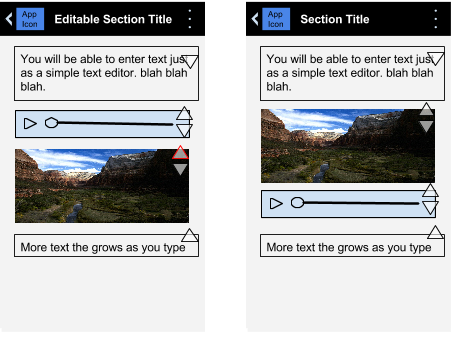 App
Icon
Editable Section Title
You will be able to enter text just
as a simple text editor. blah blah
blah.
More text the grows as you type
App
Icon
Section Title
You will be able to enter text just
as a simple text editor. blah blah
blah.
More text the grows as you type